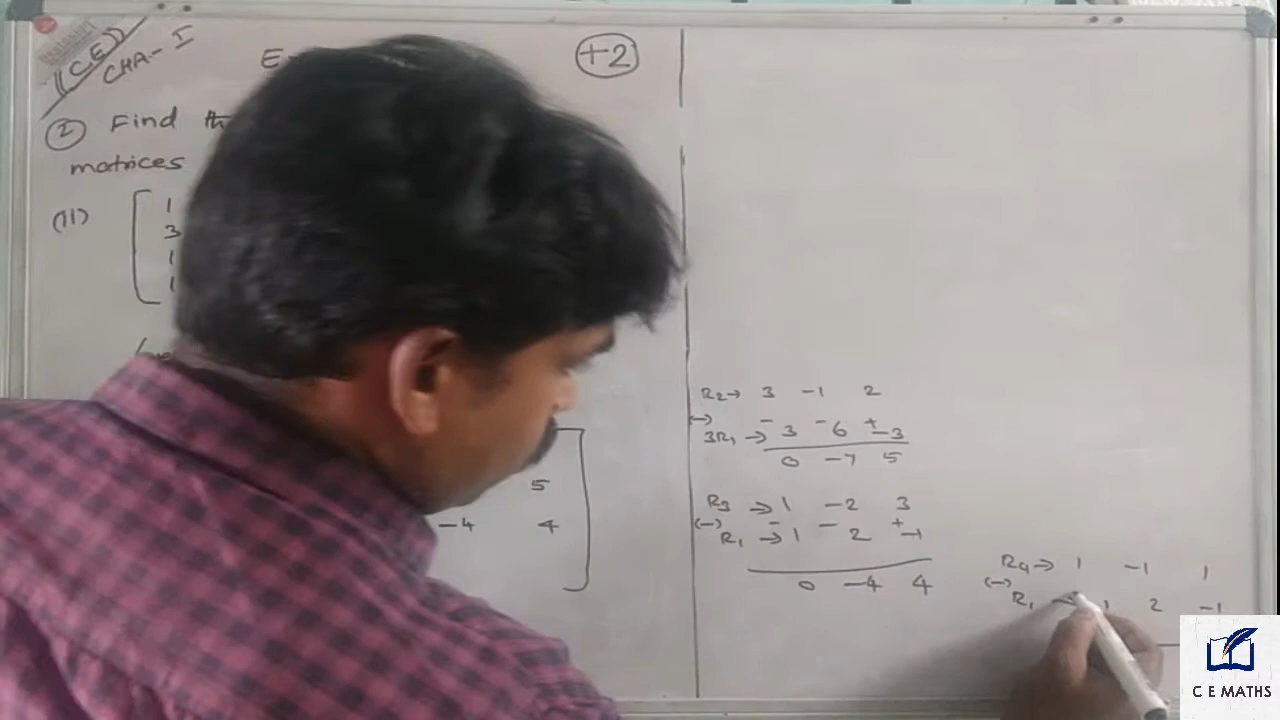 ((CE))
CHA- I
E
+2
② Find th
matrices
(II)
1
3
1
1
5
-4 4
R2→ 3 -1 2
(-) - - +
3R1 → 3 6 -3
0 -7 5
R3 → 1 -2 3
(-) - - +
R1 → 1 2 -1
0 -4 4
R4→ 1 -1 1
(-)
R1 1 2 -1
C E MATHS